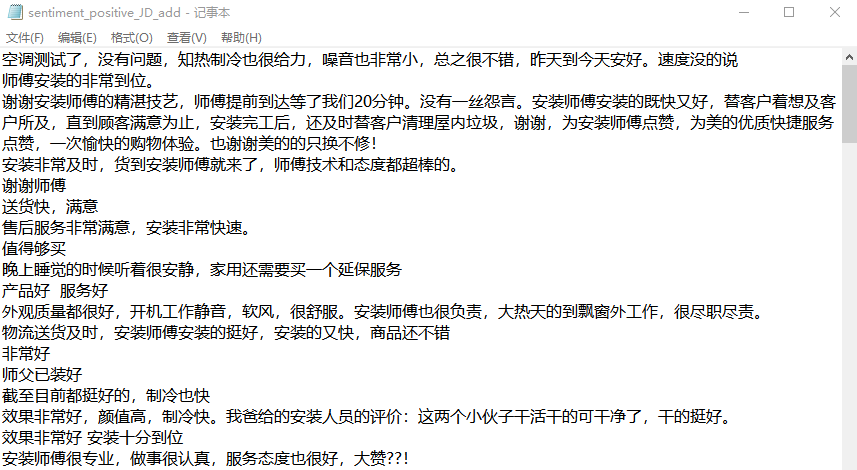 sentiment_positive_JD_add - 记事本
文件(F) 编辑(E) 格式(O) 查看(V) 帮助(H)
空调测试了，没有问题，知热制冷也很给力，噪音也非常小，总之很不错，昨天到今天安好。速度没的说
师傅安装的非常到位。
谢谢安装师傅的精湛技艺，师傅提前到达等了我们20分钟。没有一丝怨言。安装师傅安装的既快又好，替客户着想及客
户所及，直到顾客满意为止，安装完工后，还及时替客户清理屋内垃圾，谢谢，为安装师傅点赞，为美的优质快捷服务
点赞，一次愉快的购物体验。也谢谢美的的只换不修！
安装非常及时，货到安装师傅就来了，师傅技术和态度都超棒的。
谢谢师傅
送货快，满意
售后服务非常满意，安装非常快速。
值得够买
晚上睡觉的时候听着很安静，家用还需要买一个延保服务
产品好 服务好
外观质量都很好，开机工作静音，软风，很舒服。安装师傅也很负责，大热天的到飘窗外工作，很尽职尽责。
物流送货及时，安装师傅安装的挺好，安装的又快，商品还不错
非常好
师父已装好
截至目前都挺好的，制冷也快
效果非常好，颜值高，制冷快。我爸给的安装人员的评价：这两个小伙子干活干的可干净了，干的挺好。
效果非常好 安装十分到位
安装师傅很专业，做事很认真，服务态度也很好，大赞??！